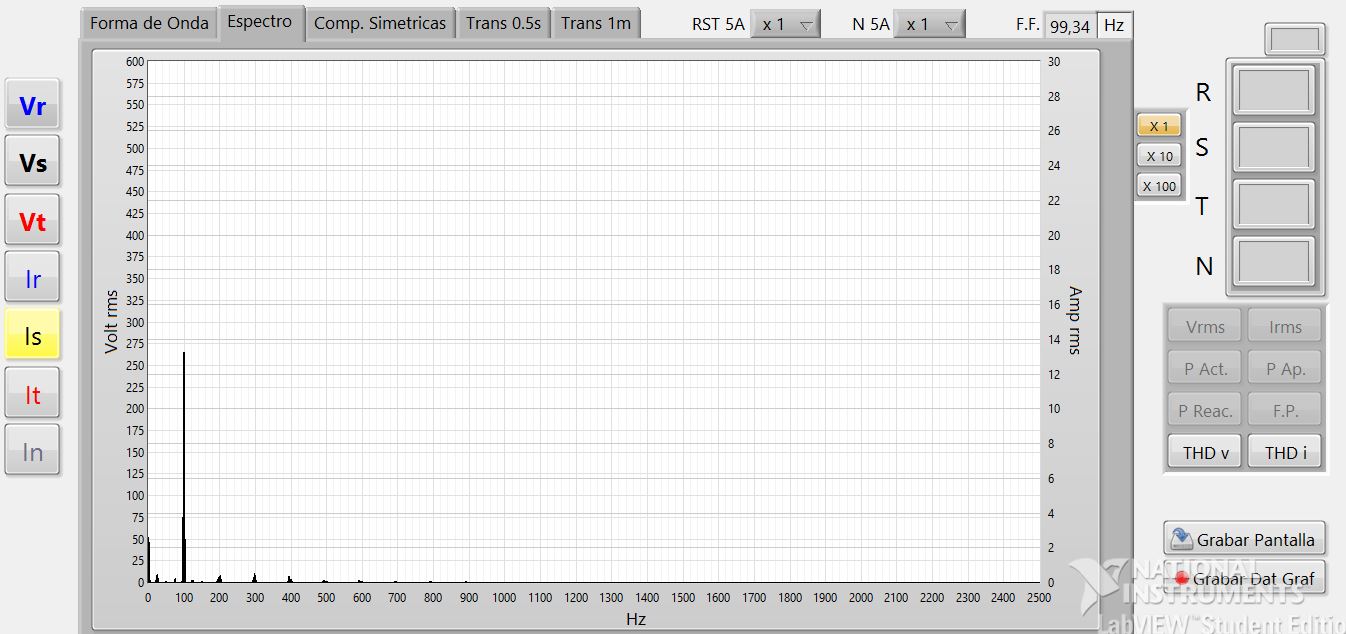 Forma de Onda Espectro Comp. Simetricas Trans 0.5s Trans 1m RST 5A x 1 N 5A x 1 F.F. 99,34 Hz
Vr
Vs
Vt
Ir
Is
It
In
Volt rms
600
575
550
525
500
475
450
425
400
375
350
325
300
275
250
225
200
175
150
125
100
75
50
25
0
0 100 200 300 400 500 600 700 800 900 1000 1100 1200 1300 1400 1500 1600 1700 1800 1900 2000 2100 2200 2300 2400 2500
Hz
30
28
26
24
22
20
18
16
14
12
10
8
6
4
2
0
Amp rms
X 1
X 10
X 100
R
S
T
N
Vrms Irms
P Act. P Ap.
P Reac. F.P.
THD v THD i
Grabar Pantalla
Grabar Dat Graf
NATIONAL
INSTRUMENTS
LabVIEW™ Student Editio